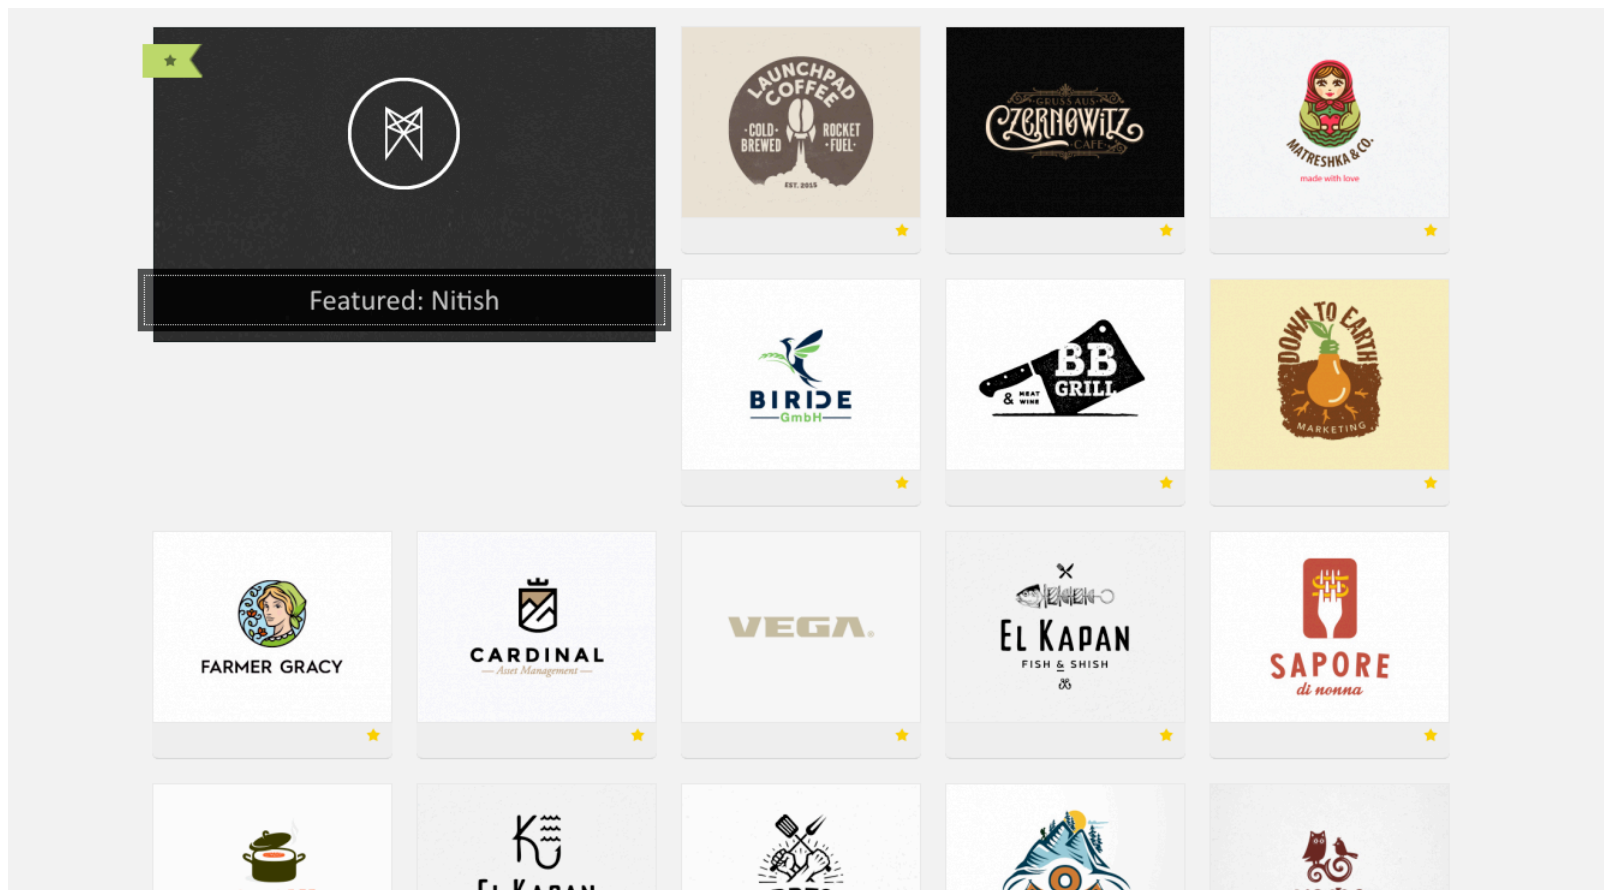 Featured: Nitish
LAUNCHPAD
COFFEE
·COLD·
BREWED
ROCKET
·FUEL·
EST. 2015
GRUSS AUS
CZERNOWITZ
·CAFE·
MATRESHKA & CO.
made with love
BIRIDE
GmbH
BB
GRILL
& MEAT
WINE
DOWN TO EARTH
MARKETING
FARMER GRACY
CARDINAL
Asset Management
VEGA®
EL KAPAN
FISH & SHISH
SAPORE
di nonna
EL KAPAN